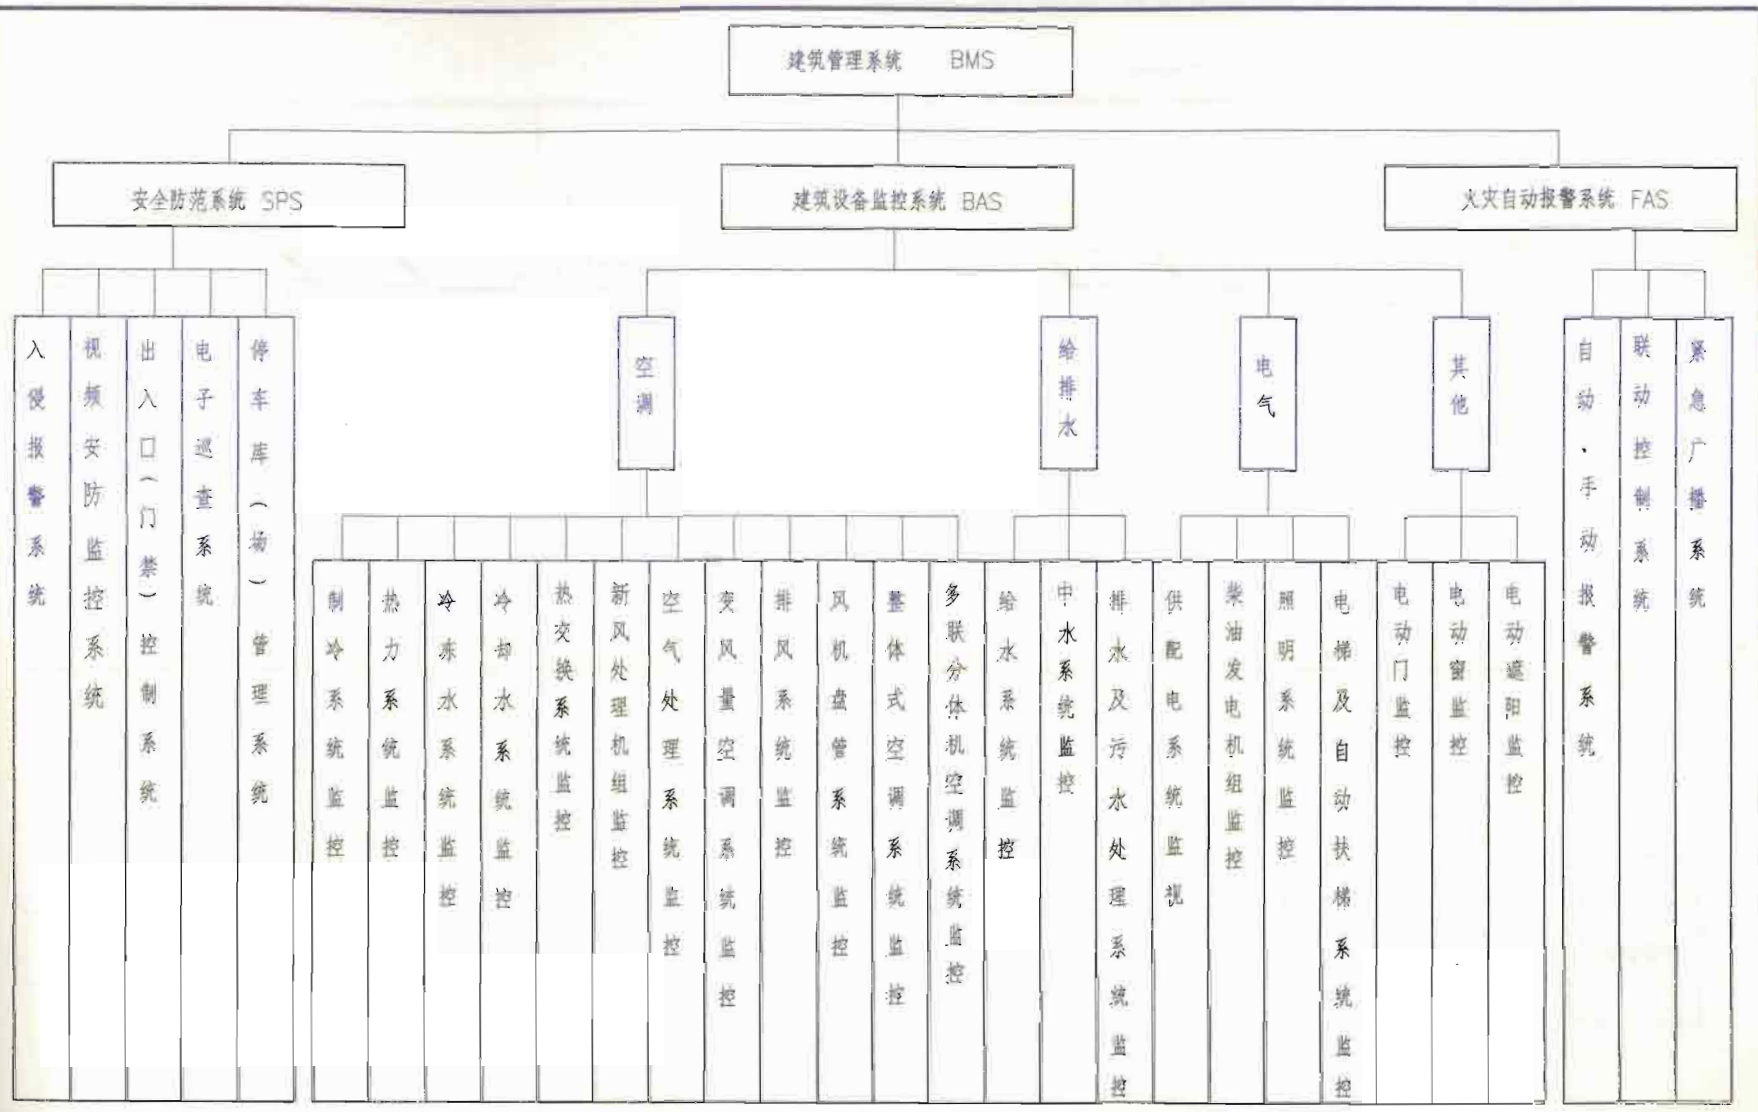 建筑管理系统 BMS
安全防范系统 SPS
建筑设备监控系统 BAS
火灾自动报警系统 FAS
入侵报警系统
视频安防监控系统
出入口(门禁)控制系统
电子巡查系统
停车库(场)管理系统
空调
给排水
电气
其他
自动、手动报警系统
联动控制系统
紧急广播系统
制冷系统监控
热力系统监控
冷冻水系统监控
冷却水系统监控
热交换系统监控
新风处理机组监控
空气处理系统监控
变风量空调系统监控
排风系统监控
风机盘管系统监控
整体式空调系统监控
多联分体机空调系统监控
给水系统监控
中水系统监控
排水及污水处理系统监控
供配电系统监视
柴油发电机组监控
照明系统监控
电梯及自动扶梯系统监控
电动门监控
电动窗监控
电动遮阳监控